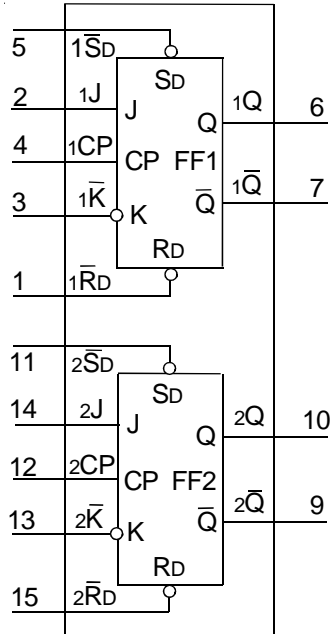 5 1S̅D
SD
2 1J J Q 1Q 6
4 1CP CP FF1
3 1K̅ K Q̅ 1Q̅ 7
RD
1 1R̅D
11 2S̅D
SD
14 2J J Q 2Q 10
12 2CP CP FF2
13 2K̅ K Q̅ 2Q̅ 9
RD
15 2R̅D